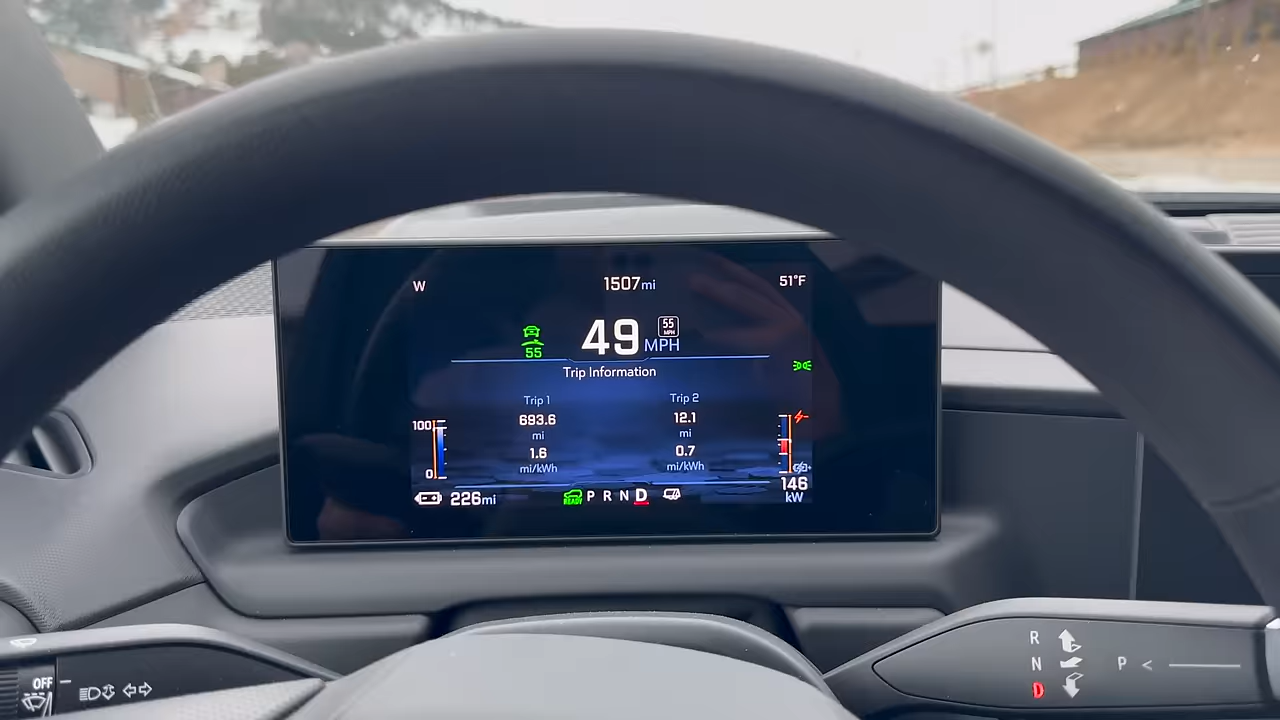 W 1507mi 51°F
55 49 MPH 55 MPH
Trip Information
Trip 1 Trip 2
693.6 12.1
mi mi
1.6 0.7
mi/kWh mi/kWh
100
0
226mi READY P R N D 146 kW
OFF
R
N P <
D